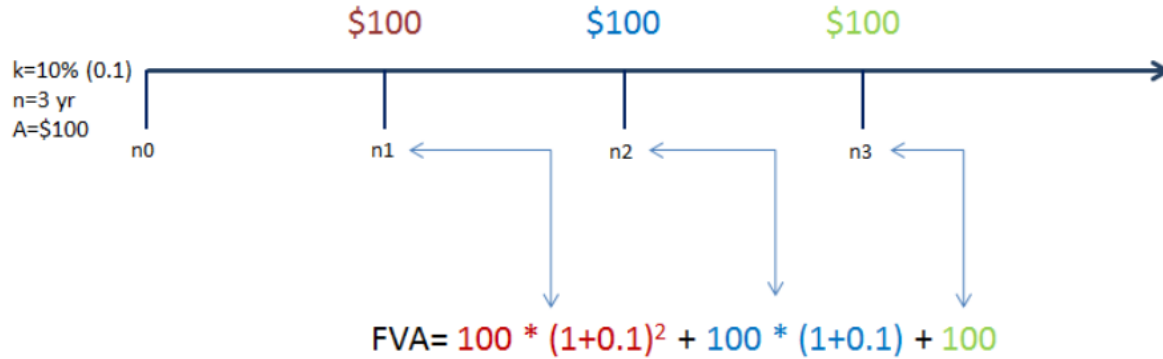 $100 $100 $100
k=10% (0.1)
n=3 yr
A=$100
n0 n1 n2 n3
FVA= 100 * (1+0.1)² + 100 * (1+0.1) + 100